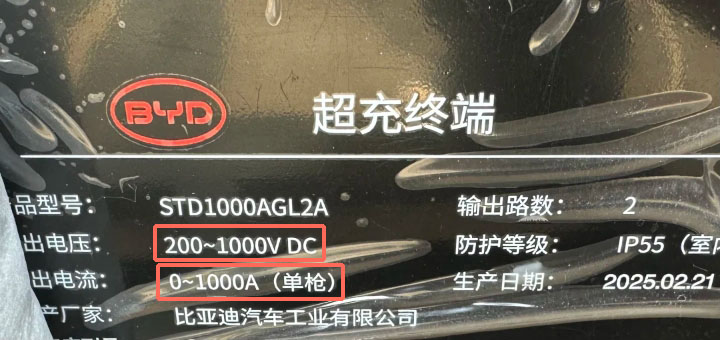 BYD 超充终端
品型号： STD1000AGL2A 输出路数： 2
出电压： 200~1000V DC 防护等级： IP55（室内
出电流： 0~1000A（单枪） 生产日期： 2025.02.21
产厂家： 比亚迪汽车工业有限公司